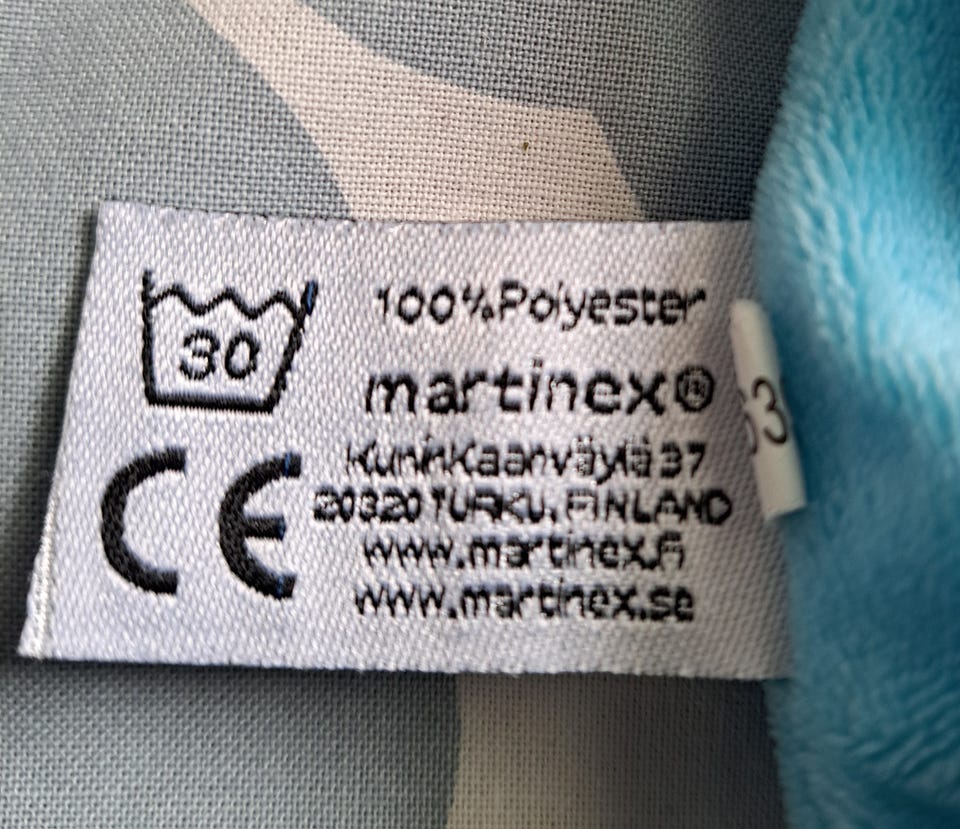 30
100%Polyester
martinex®
CE
Kuninkaanväylä 37
20320 TURKU, FINLAND
www.martinex.fi
www.martinex.se